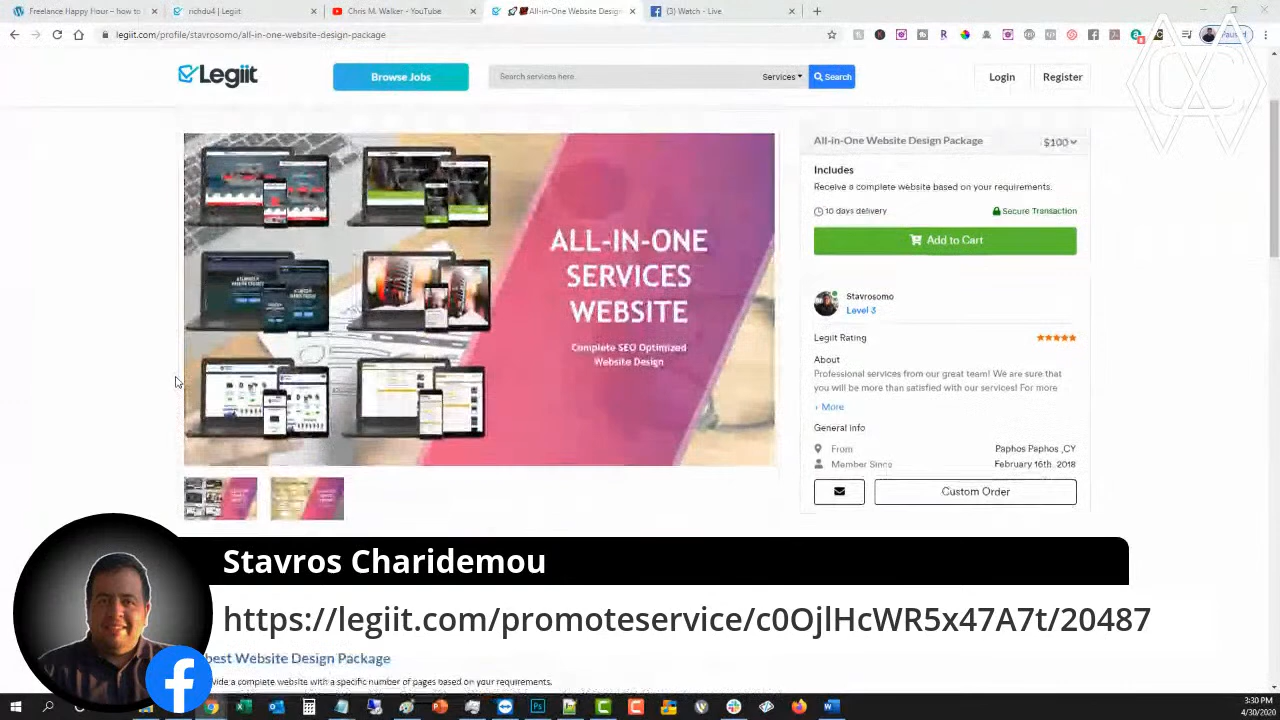 Freelance Happy Hour - how to
richdu4 | Legiit
Chris M. Walker - YouTube
All-in-One Website Design
(2) Watch - Live
legiit.com/profile/stavrosomo/all-in-one-website-design-package
Paused
Legiit
Browse Jobs
Search services here..
Services
Search
Login
Register
ALL-IN-ONE
SERVICES
WEBSITE
Complete SEO Optimized
Website Design
All-in-One Website Design Package
$100
Includes
Receive a complete website based on your requirements.
10 days delivery
Secure Transaction
Add to Cart
Stavrosomo
Level 3
Legiit Rating
About
Professional services from our great team! We are sure that
you will be more than satisfied with our services! For more
+ More
General info
From
Paphos Paphos ,CY
Member Since
February 16th, 2018
Custom Order
Stavros Charidemou
https://legiit.com/promoteservice/c0OjlHcWR5x47A7t/20487
best Website Design Package
wide a complete website with a specific number of pages based on your requirements.
3:30 PM
4/30/2020